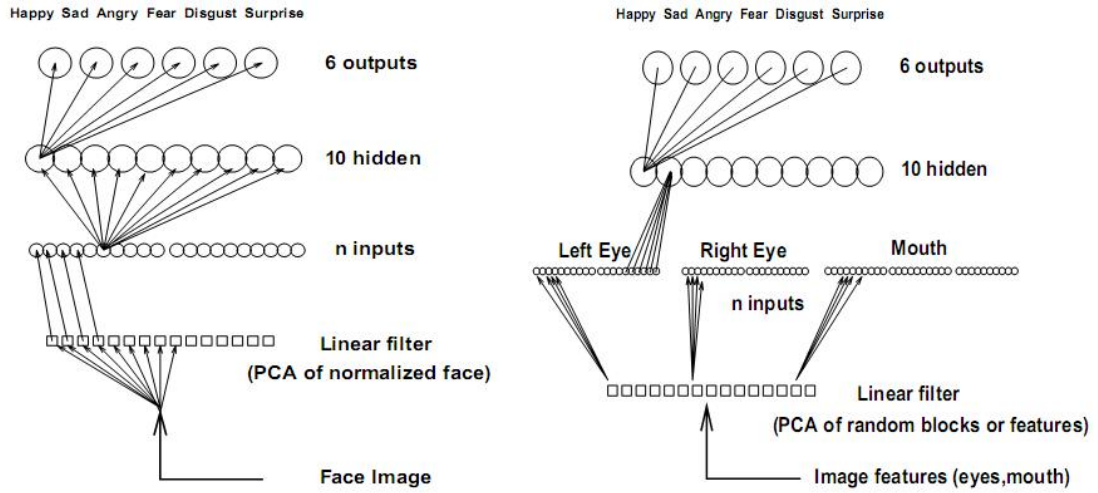 Happy Sad Angry Fear Disgust Surprise
6 outputs
10 hidden
n inputs
Linear filter
(PCA of normalized face)
Face Image
Happy Sad Angry Fear Disgust Surprise
6 outputs
10 hidden
Left Eye Right Eye Mouth
n inputs
Linear filter
(PCA of random blocks or features)
Image features (eyes,mouth)